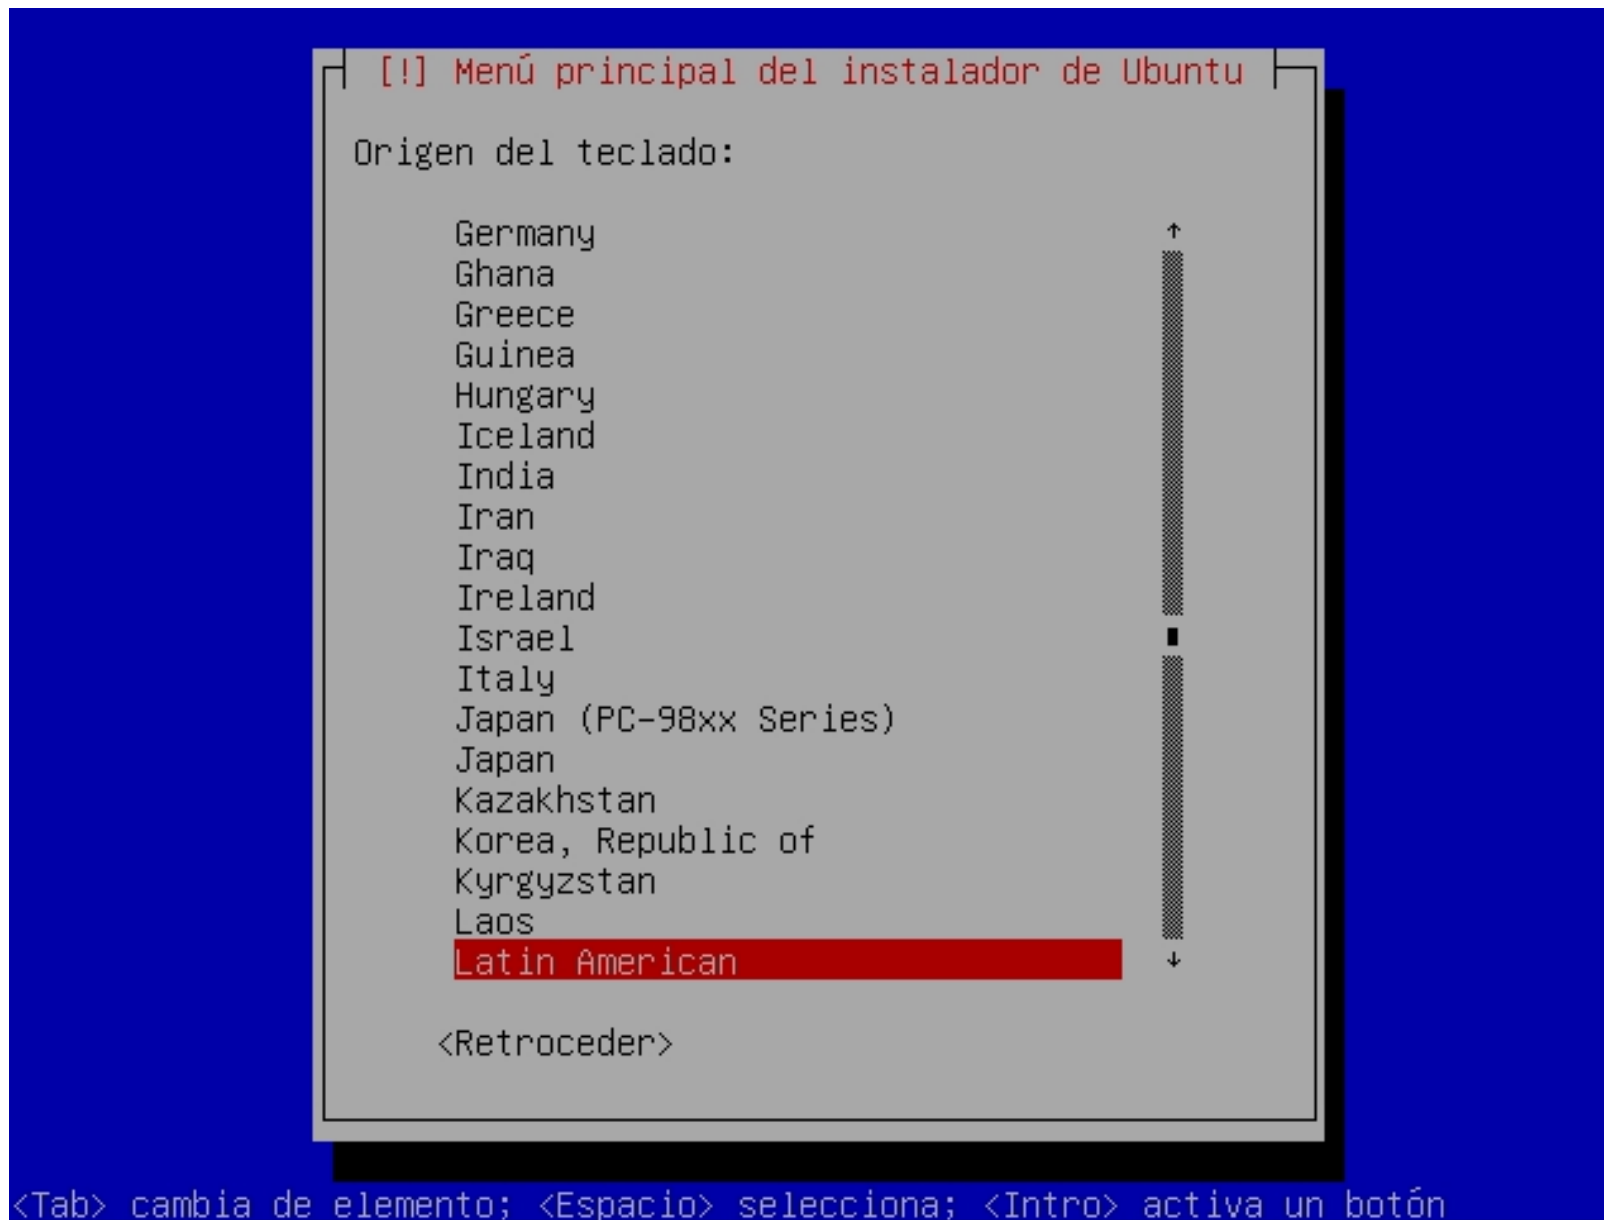 [!] Menú principal del instalador de Ubuntu
Origen del teclado:
Germany
Ghana
Greece
Guinea
Hungary
Iceland
India
Iran
Iraq
Ireland
Israel
Italy
Japan (PC-98xx Series)
Japan
Kazakhstan
Korea, Republic of
Kyrgyzstan
Laos
Latin American
<Retroceder>
<Tab> cambia de elemento; <Espacio> selecciona; <Intro> activa un botón